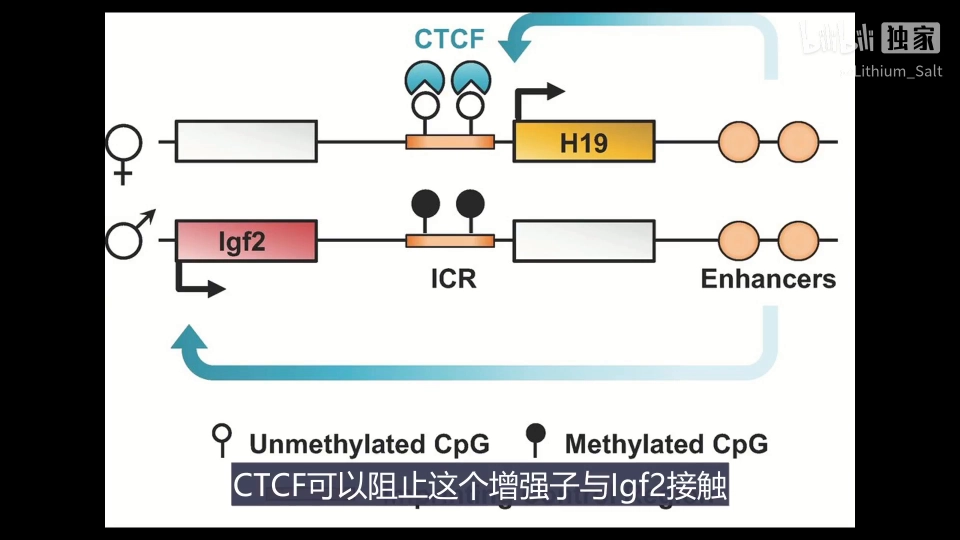 CTCF
bilibili 独家
Lithium_Salt
H19
Igf2
ICR
Enhancers
Unmethylated CpG
Methylated CpG
CTCF可以阻止这个增强子与Igf2接触